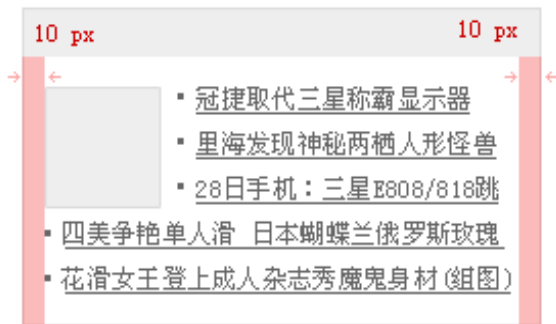 10 px 10 px
冠捷取代三星称霸显示器
里海发现神秘两栖人形怪兽
28日手机：三星E808/818跳
四美争艳单人滑 日本蝴蝶兰俄罗斯玫瑰
花滑女王登上成人杂志秀魔鬼身材(组图)